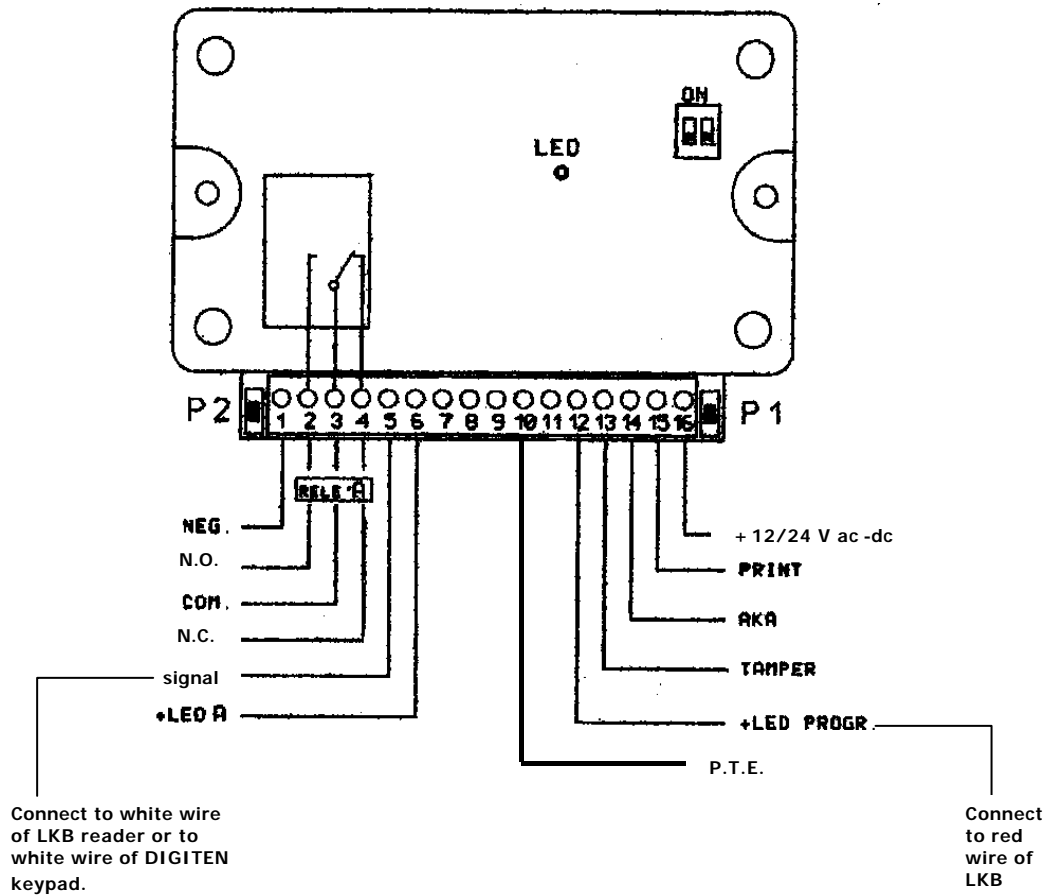 ON
LED
P2
P1
1 2 3 4 5 6 7 8 9 10 11 12 13 14 15 16
RELE'A
NEG.
N.O.
COM.
N.C.
signal
+LED A
+ 12/24 V ac -dc
PRINT
AKA
TAMPER
+LED PROGR.
P.T.E.
Connect to white wire
of LKB reader or to
white wire of DIGITEN
keypad.
Connect
to red
wire of
LKB